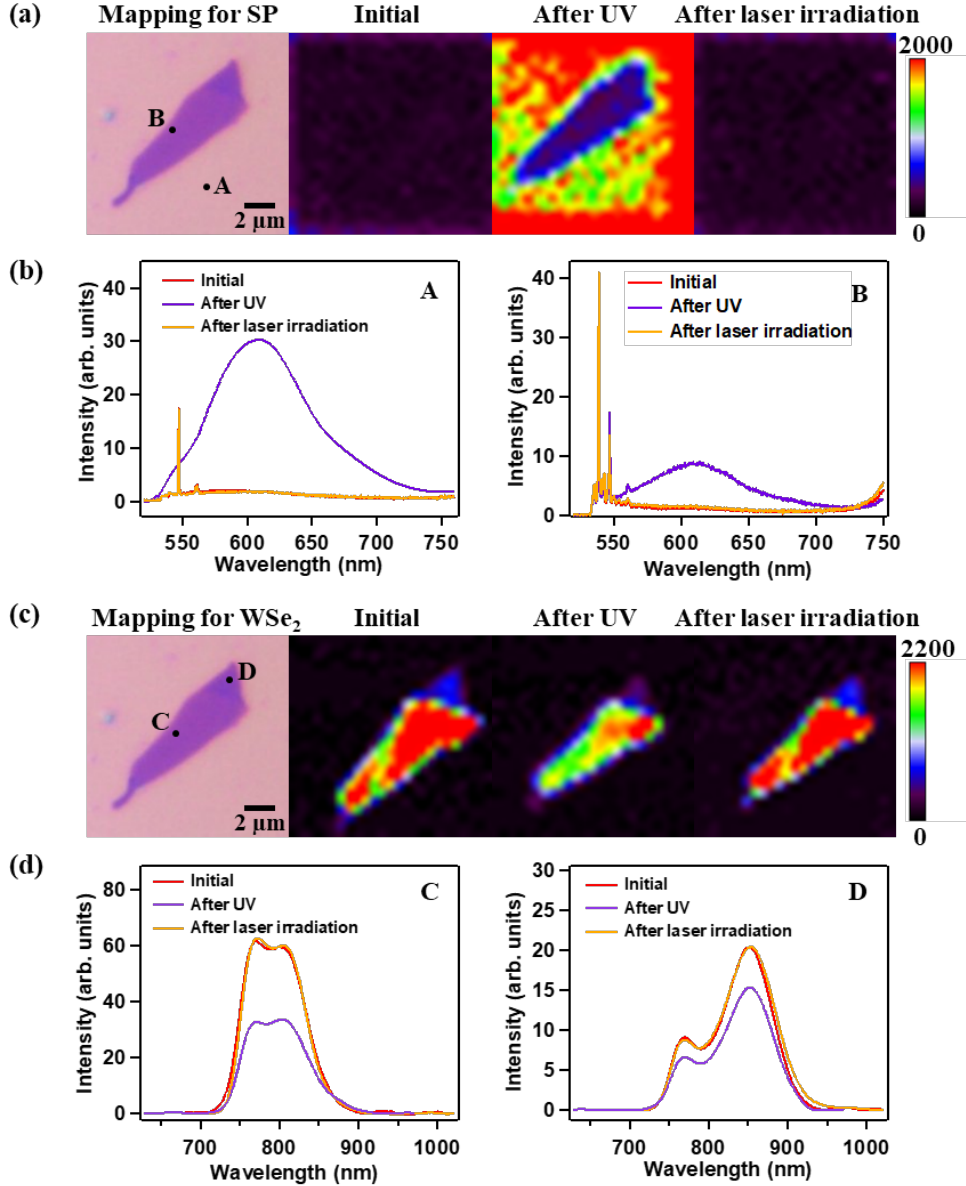 (a) Mapping for SP Initial After UV After laser irradiation
2000
B
A
2 μm
0
(b)
Initial
After UV
After laser irradiation
A
40
30
20
10
0
Intensity (arb. units)
550 600 650 700 750
Wavelength (nm)
Initial
After UV
After laser irradiation
B
40
30
20
10
0
Intensity (arb. units)
550 600 650 700 750
Wavelength (nm)
(c) Mapping for WSe₂ Initial After UV After laser irradiation
2200
D
C
2 μm
0
(d)
Initial
After UV
After laser irradiation
C
80
60
40
20
0
Intensity (arb. units)
700 800 900 1000
Wavelength (nm)
Initial
After UV
After laser irradiation
D
30
25
20
15
10
5
0
Intensity (arb. units)
700 800 900 1000
Wavelength (nm)